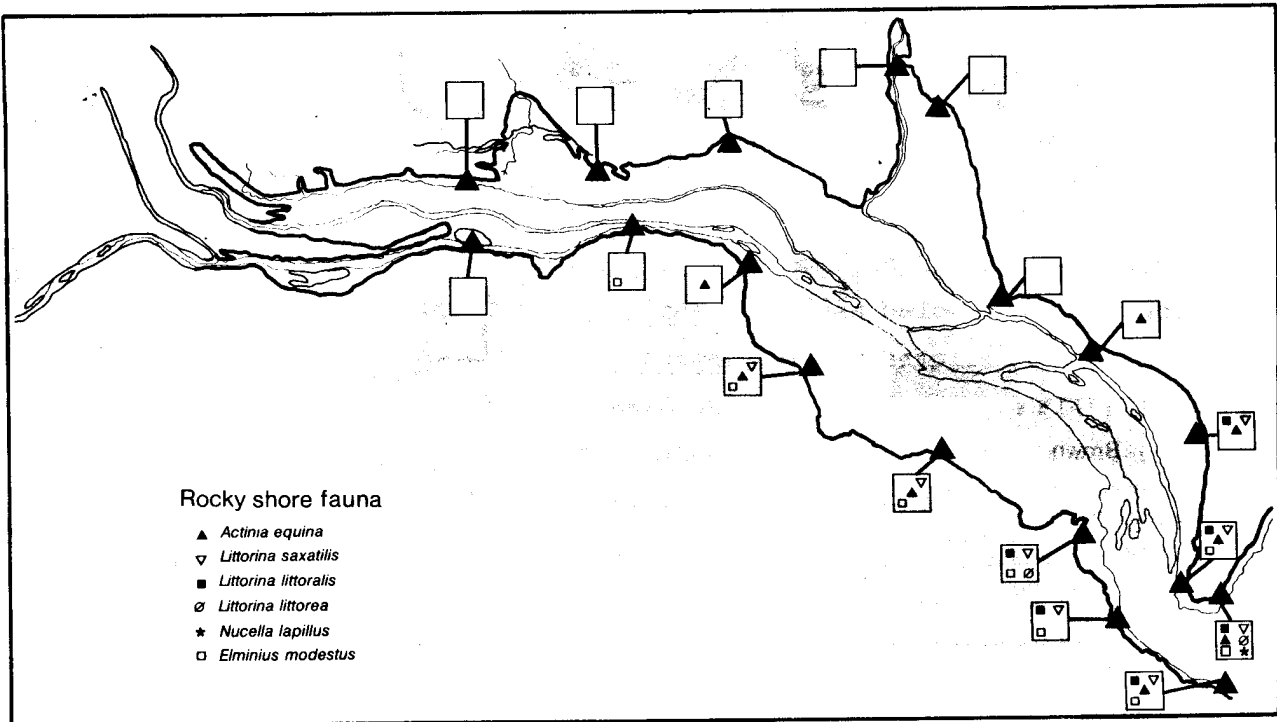 Rocky shore fauna
Actinia equina
Littorina saxatilis
Littorina littoralis
Littorina littorea
Nucella lapillus
Elminius modestus